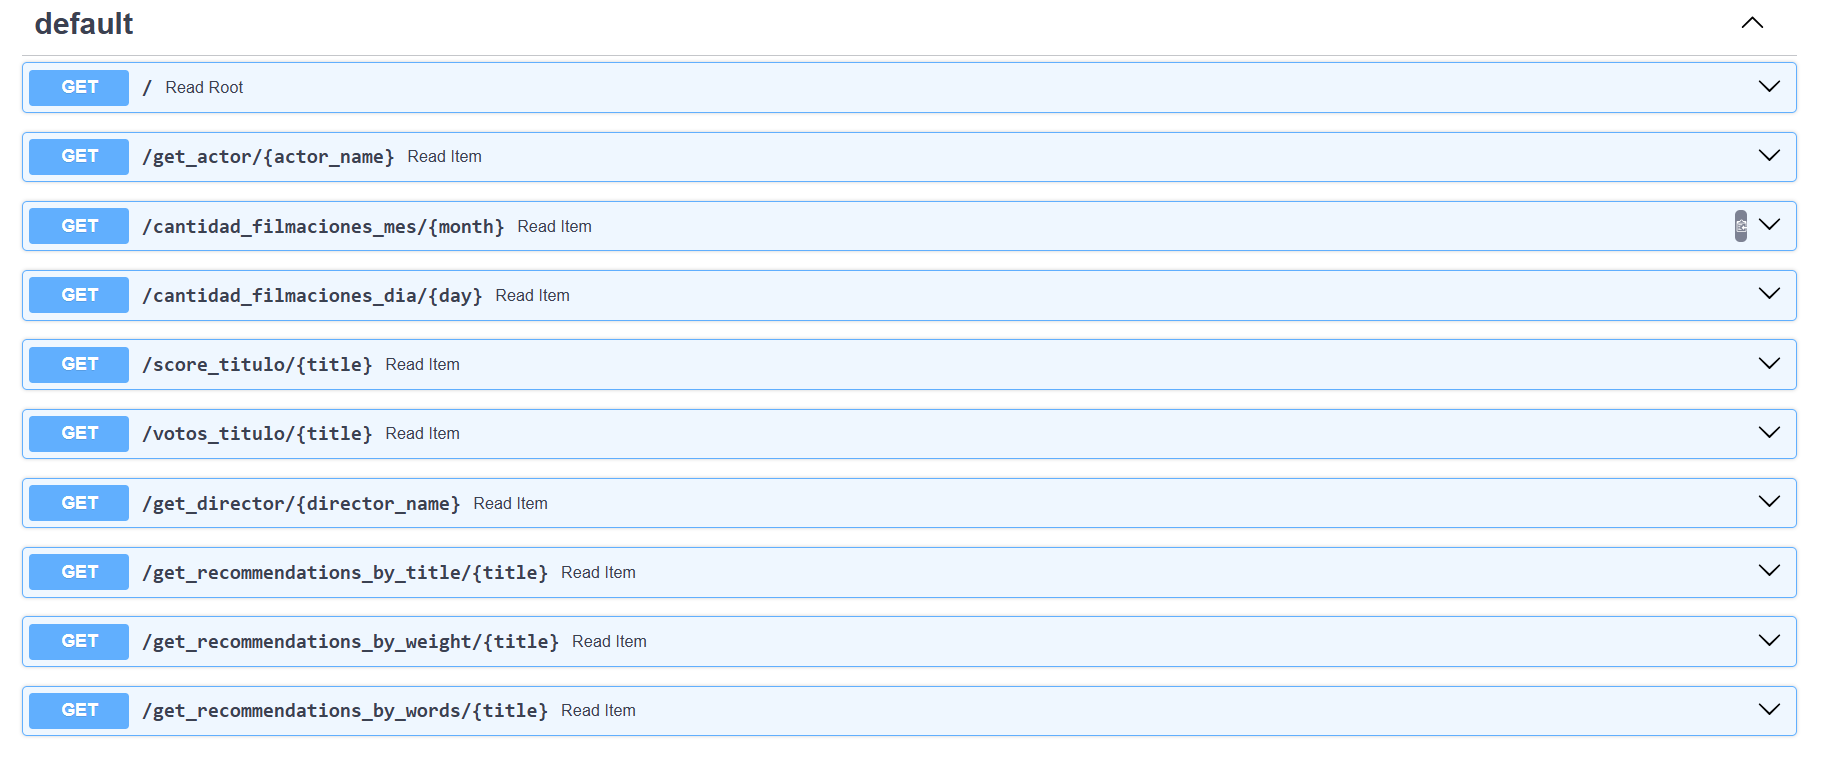 default
GET / Read Root
GET /get_actor/{actor_name} Read Item
GET /cantidad_filmaciones_mes/{month} Read Item
GET /cantidad_filmaciones_dia/{day} Read Item
GET /score_titulo/{title} Read Item
GET /votos_titulo/{title} Read Item
GET /get_director/{director_name} Read Item
GET /get_recommendations_by_title/{title} Read Item
GET /get_recommendations_by_weight/{title} Read Item
GET /get_recommendations_by_words/{title} Read Item